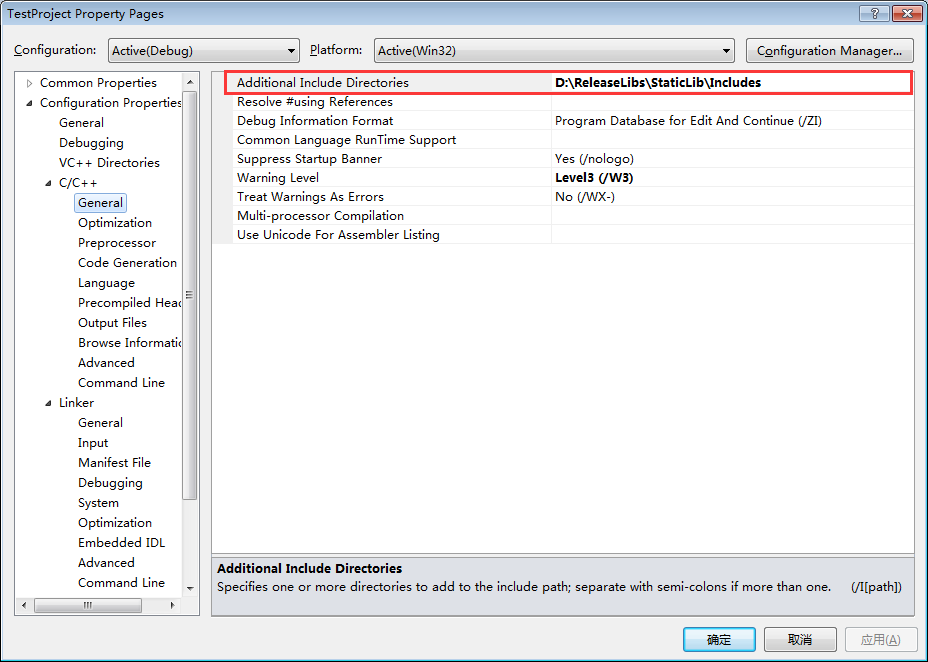 TestProject Property Pages
Configuration: Active(Debug) Platform: Active(Win32) Configuration Manager...
Common Properties
Configuration Properties
General
Debugging
VC++ Directories
C/C++
General
Optimization
Preprocessor
Code Generation
Language
Precompiled Head
Output Files
Browse Informatic
Advanced
Command Line
Linker
General
Input
Manifest File
Debugging
System
Optimization
Embedded IDL
Advanced
Command Line
Additional Include Directories D:\ReleaseLibs\StaticLib\Includes
Resolve #using References
Debug Information Format Program Database for Edit And Continue (/ZI)
Common Language RunTime Support
Suppress Startup Banner Yes (/nologo)
Warning Level Level3 (/W3)
Treat Warnings As Errors No (/WX-)
Multi-processor Compilation
Use Unicode For Assembler Listing
Additional Include Directories
Specifies one or more directories to add to the include path; separate with semi-colons if more than one. (/I[path])
确定 取消 应用(A)